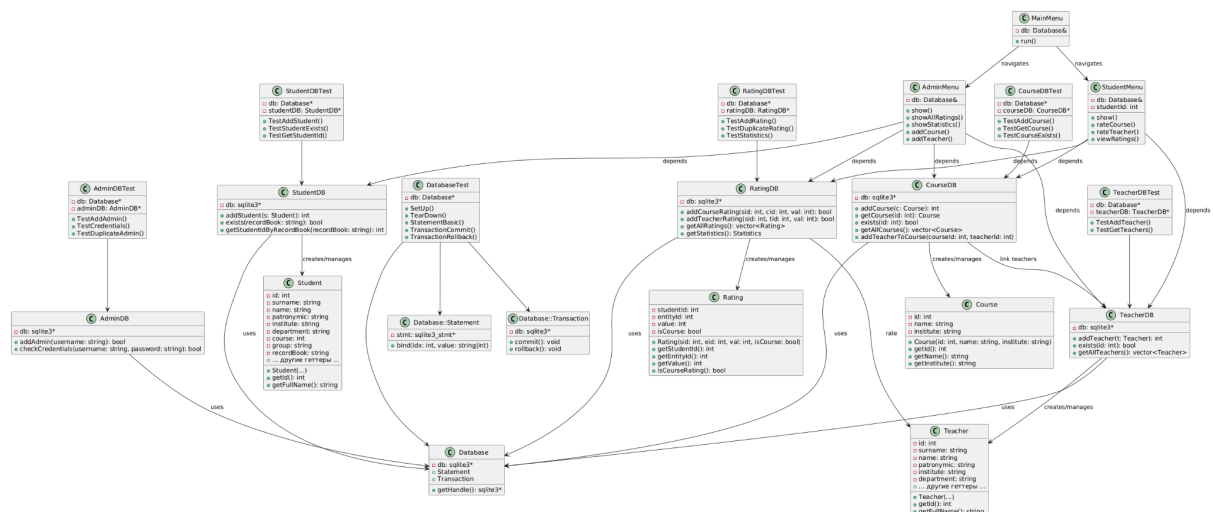 MainMenu
db: Database&
run()
navigates
navigates
StudentDBTest
db: Database*
studentDB: StudentDB*
TestAddStudent()
TestStudentExists()
TestGetStudentId()
RatingDBTest
db: Database*
ratingDB: RatingDB*
TestAddRating()
TestDuplicateRating()
TestStatistics()
AdminMenu
db: Database&
show()
showAllRatings()
showStatistics()
addCourse()
addTeacher()
CourseDBTest
db: Database*
courseDB: CourseDB*
TestAddCourse()
TestGetCourse()
TestCourseExists()
StudentMenu
db: Database&
studentId: int
show()
rateCourse()
rateTeacher()
viewRatings()
depends
depends
depends
depends
depends
depends
depends
AdminDBTest
db: Database*
adminDB: AdminDB*
TestAddAdmin()
TestCredentials()
TestDuplicateAdmin()
StudentDB
db: sqlite3*
addStudent(s: Student): int
exists(recordBook: string): bool
getStudentIdByRecordBook(recordBook: string): int
DatabaseTest
db: Database*
SetUp()
TearDown()
StatementBasic()
TransactionCommit()
TransactionRollback()
RatingDB
db: sqlite3*
addCourseRating(sid: int, cid: int, val: int): bool
addTeacherRating(sid: int, tid: int, val: int): bool
getAllRatings(): vector<Rating>
getStatistics(): Statistics
CourseDB
db: sqlite3*
addCourse(c: Course): int
getCourse(id: int): Course
exists(id: int): bool
getAllCourses(): vector<Course>
addTeacherToCourse(courseId: int, teacherId: int)
TeacherDBTest
db: Database*
teacherDB: TeacherDB*
TestAddTeacher()
TestGetTeachers()
creates/manages
creates/manages
creates/manages
link teachers
AdminDB
db: sqlite3*
addAdmin(username: string): bool
checkCredentials(username: string, password: string): bool
uses
Student
id: int
surname: string
name: string
patronymic: string
institute: string
department: string
course: int
group: string
recordBook: string
... другие геттеры ...
Student(...)
getId(): int
getFullName(): string
Database::Statement
stmt: sqlite3_stmt*
bind(idx: int, value: string|int)
Database::Transaction
db: sqlite3*
commit(): void
rollback(): void
uses
Rating
studentId: int
entityId: int
value: int
isCourse: bool
Rating(sid: int, eid: int, val: int, isCourse: bool)
getStudentId(): int
getEntityId(): int
getValue(): int
isCourseRating(): bool
uses
rate
Course
id: int
name: string
institute: string
Course(id: int, name: string, institute: string)
getId(): int
getName(): string
getInstitute(): string
TeacherDB
db: sqlite3*
addTeacher(t: Teacher): int
exists(id: int): bool
getAllTeachers(): vector<Teacher>
uses
uses
creates/manages
Database
db: sqlite3*
Statement
Transaction
getHandle(): sqlite3*
Teacher
id: int
surname: string
name: string
patronymic: string
institute: string
department: string
... другие геттеры ...
Teacher(...)
getId(): int
getFullName(): string